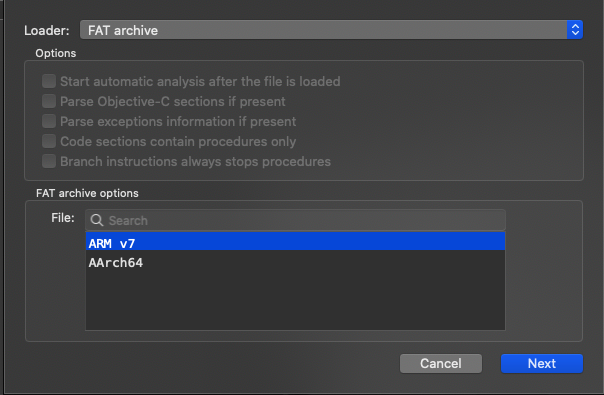 Loader: FAT archive
Options
Start automatic analysis after the file is loaded
Parse Objective-C sections if present
Parse exceptions information if present
Code sections contain procedures only
Branch instructions always stops procedures
FAT archive options
File: Search
ARM v7
AArch64
Cancel Next